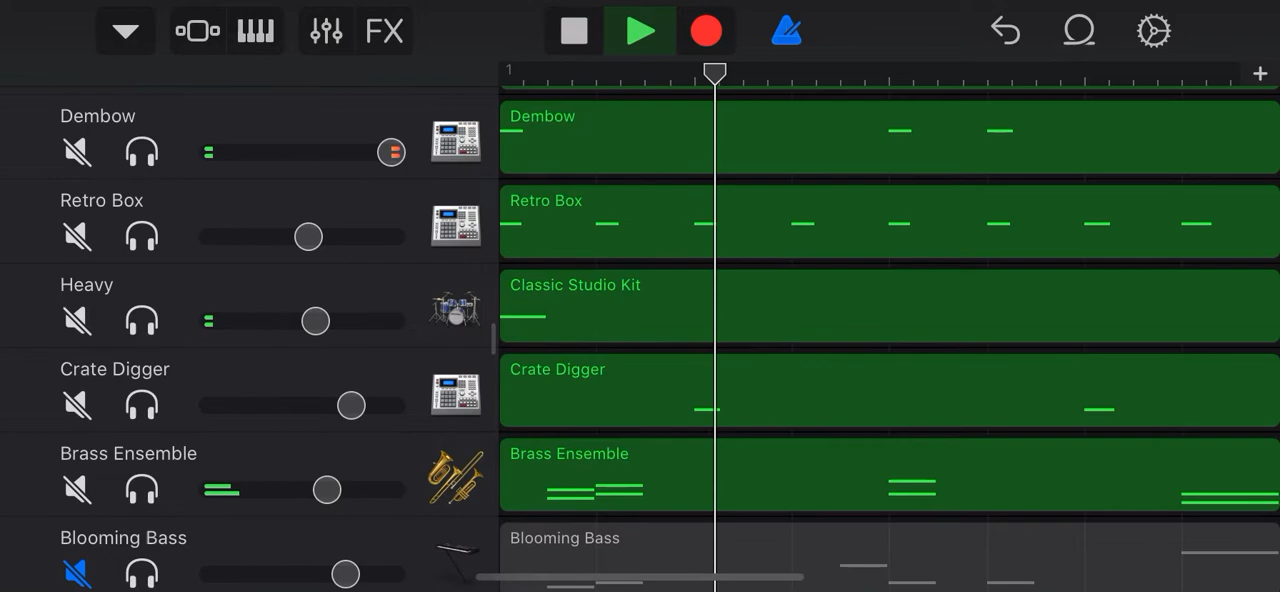 FX
1
Dembow
Dembow
Retro Box
Retro Box
Heavy
Classic Studio Kit
Crate Digger
Crate Digger
Brass Ensemble
Brass Ensemble
Blooming Bass
Blooming Bass